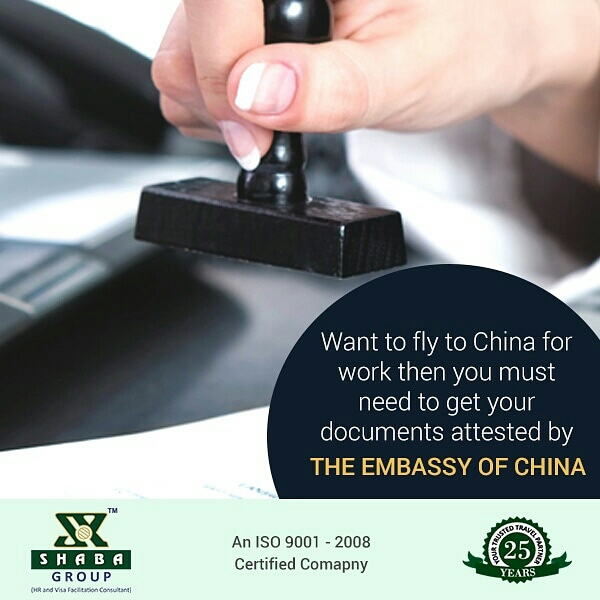 Want to fly to China for
work then you must
need to get your
documents attested by
THE EMBASSY OF CHINA
TM
SHABA
GROUP
(HR and Visa Facilitation Consultant)
An ISO 9001 - 2008
Certified Comapny
YOUR TRUSTED TRAVEL PARTNER
25
YEARS